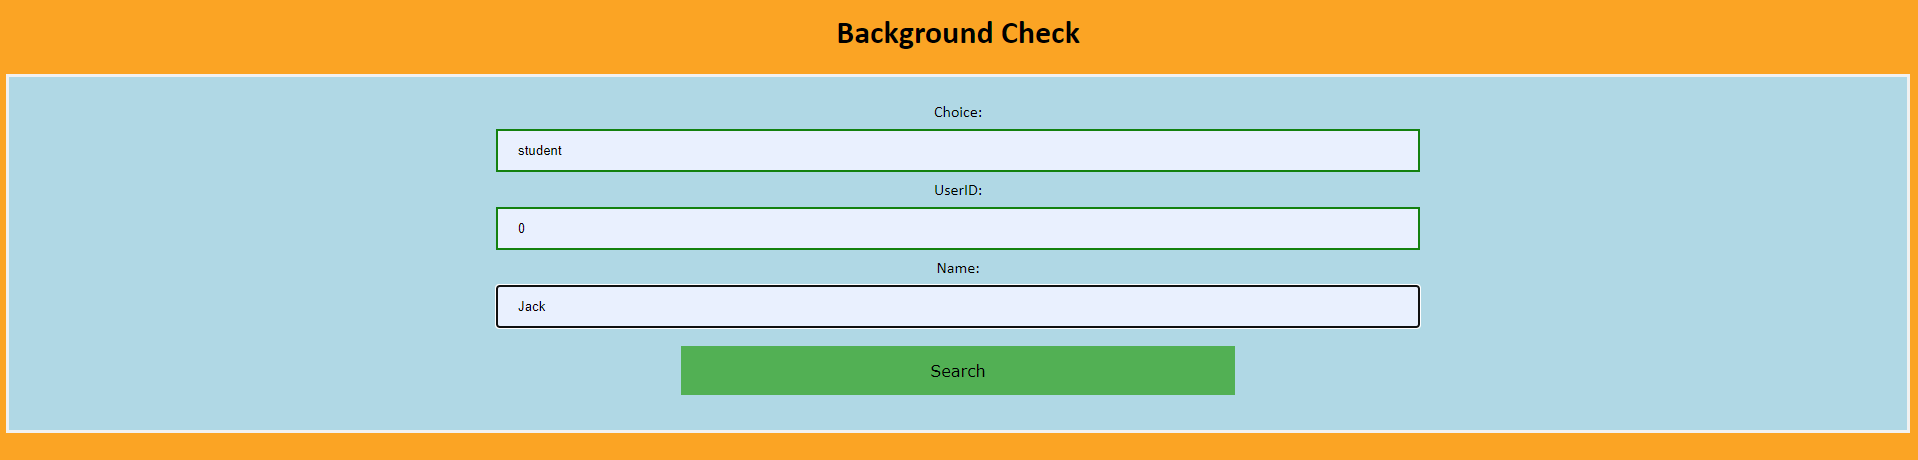 Background Check
Choice:
student
UserID:
0
Name:
Jack
Search